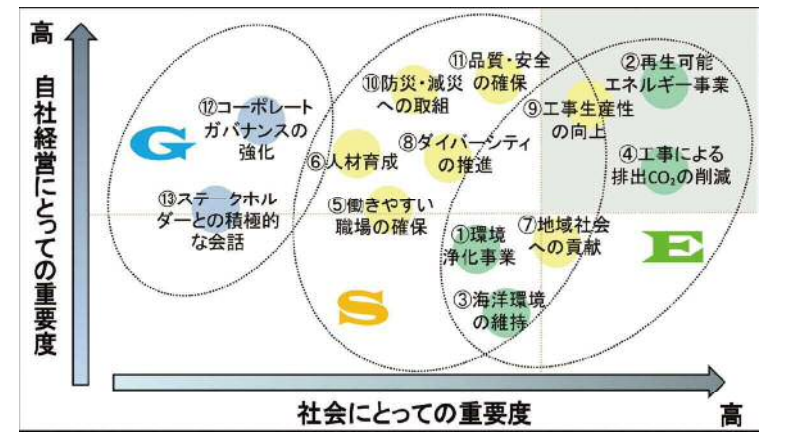 高
自社経営にとっての重要度
⑫コーポレート
ガバナンスの
強化
G
⑬ステークホル
ダーとの積極的
な会話
⑪品質・安全
の確保
⑩防災・減災
への取組
⑥人材育成
⑧ダイバーシティ
の推進
⑤働きやすい
職場の確保
S
②再生可能
エネルギー事業
⑨工事生産性
の向上
④工事による
排出CO₂の削減
①環境
浄化事業
⑦地域社会
への貢献
③海洋環境
の維持
E
社会にとっての重要度
高